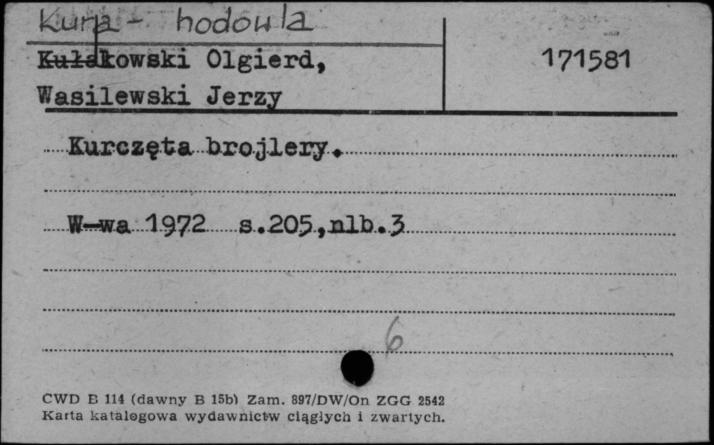 Kura - hodowla
Kułakowski Olgierd,
171581
Wasilewski Jerzy
Kurczęta brojlery.
W-wa 1972 s.205,nlb.3
6
CWD B 114 (dawny B 15b) Zam. 897/DW/On ZGG 2542
Karta katalogowa wydawnictw ciągłych i zwartych.